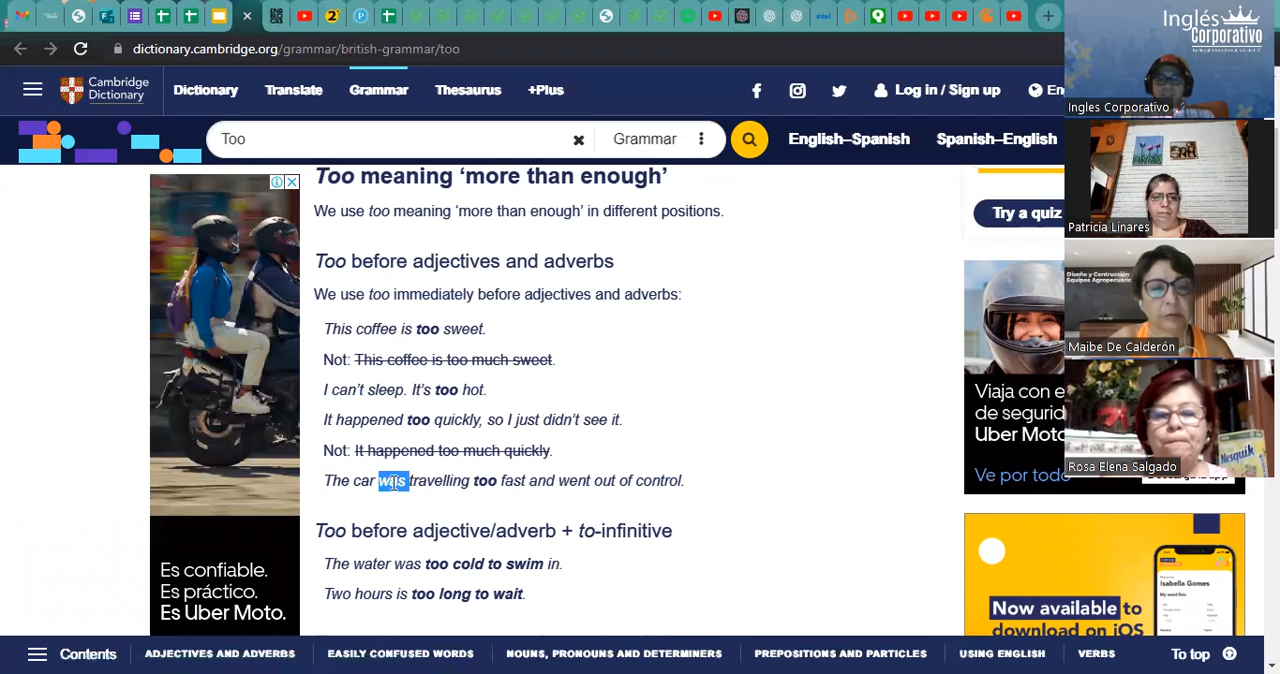 dictionary.cambridge.org/grammar/british-grammar/too
Cambridge
Dictionary
Dictionary
Translate
Grammar
Thesaurus
+Plus
Log in / Sign up
En
Too
Grammar
English–Spanish
Spanish–English
Too meaning ‘more than enough’
We use too meaning ‘more than enough’ in different positions.
Try a quiz
Too before adjectives and adverbs
We use too immediately before adjectives and adverbs:
This coffee is too sweet.
Not: This coffee is too much sweet.
I can’t sleep. It’s too hot.
It happened too quickly, so I just didn’t see it.
Not: It happened too much quickly.
The car was travelling too fast and went out of control.
Too before adjective/adverb + to-infinitive
The water was too cold to swim in.
Two hours is too long to wait.
Es confiable.
Es práctico.
Es Uber Moto.
Viaja con e
de segurid
Uber Moto
Ve por todo
Now available to
download on iOS
Isabella Gomes
Contents
ADJECTIVES AND ADVERBS
EASILY CONFUSED WORDS
NOUNS, PRONOUNS AND DETERMINERS
PREPOSITIONS AND PARTICLES
USING ENGLISH
VERBS
To top
Inglés
Corporativo
Ingles Corporativo
Patricia Linares
Diseño y Construcción
Equipos Agropecuario
Maibe De Calderón
Nesquik
Rosa Elena Salgado